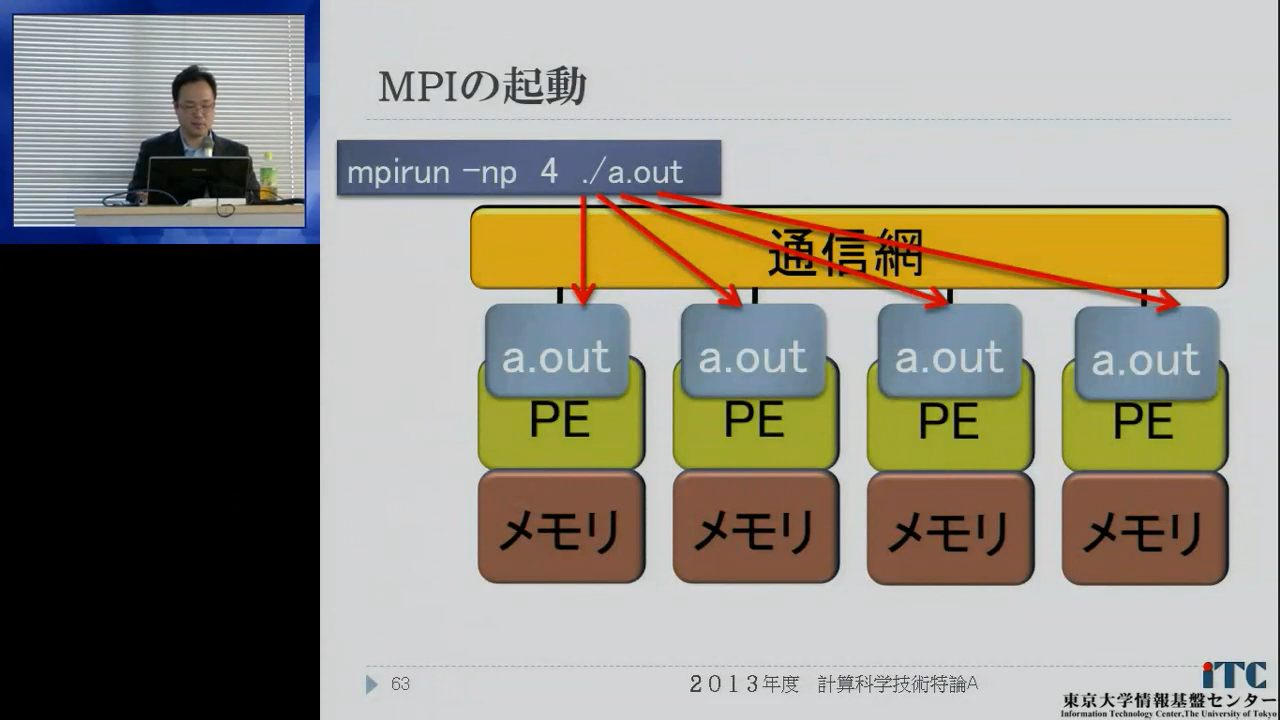 MPIの起動
mpirun -np 4 ./a.out
通信網
a.out a.out a.out a.out
PE PE PE PE
メモリ メモリ メモリ メモリ
63
2013年度 計算科学技術特論A
iTC
東京大学情報基盤センター
Information Technology Center,The University of Tokyo